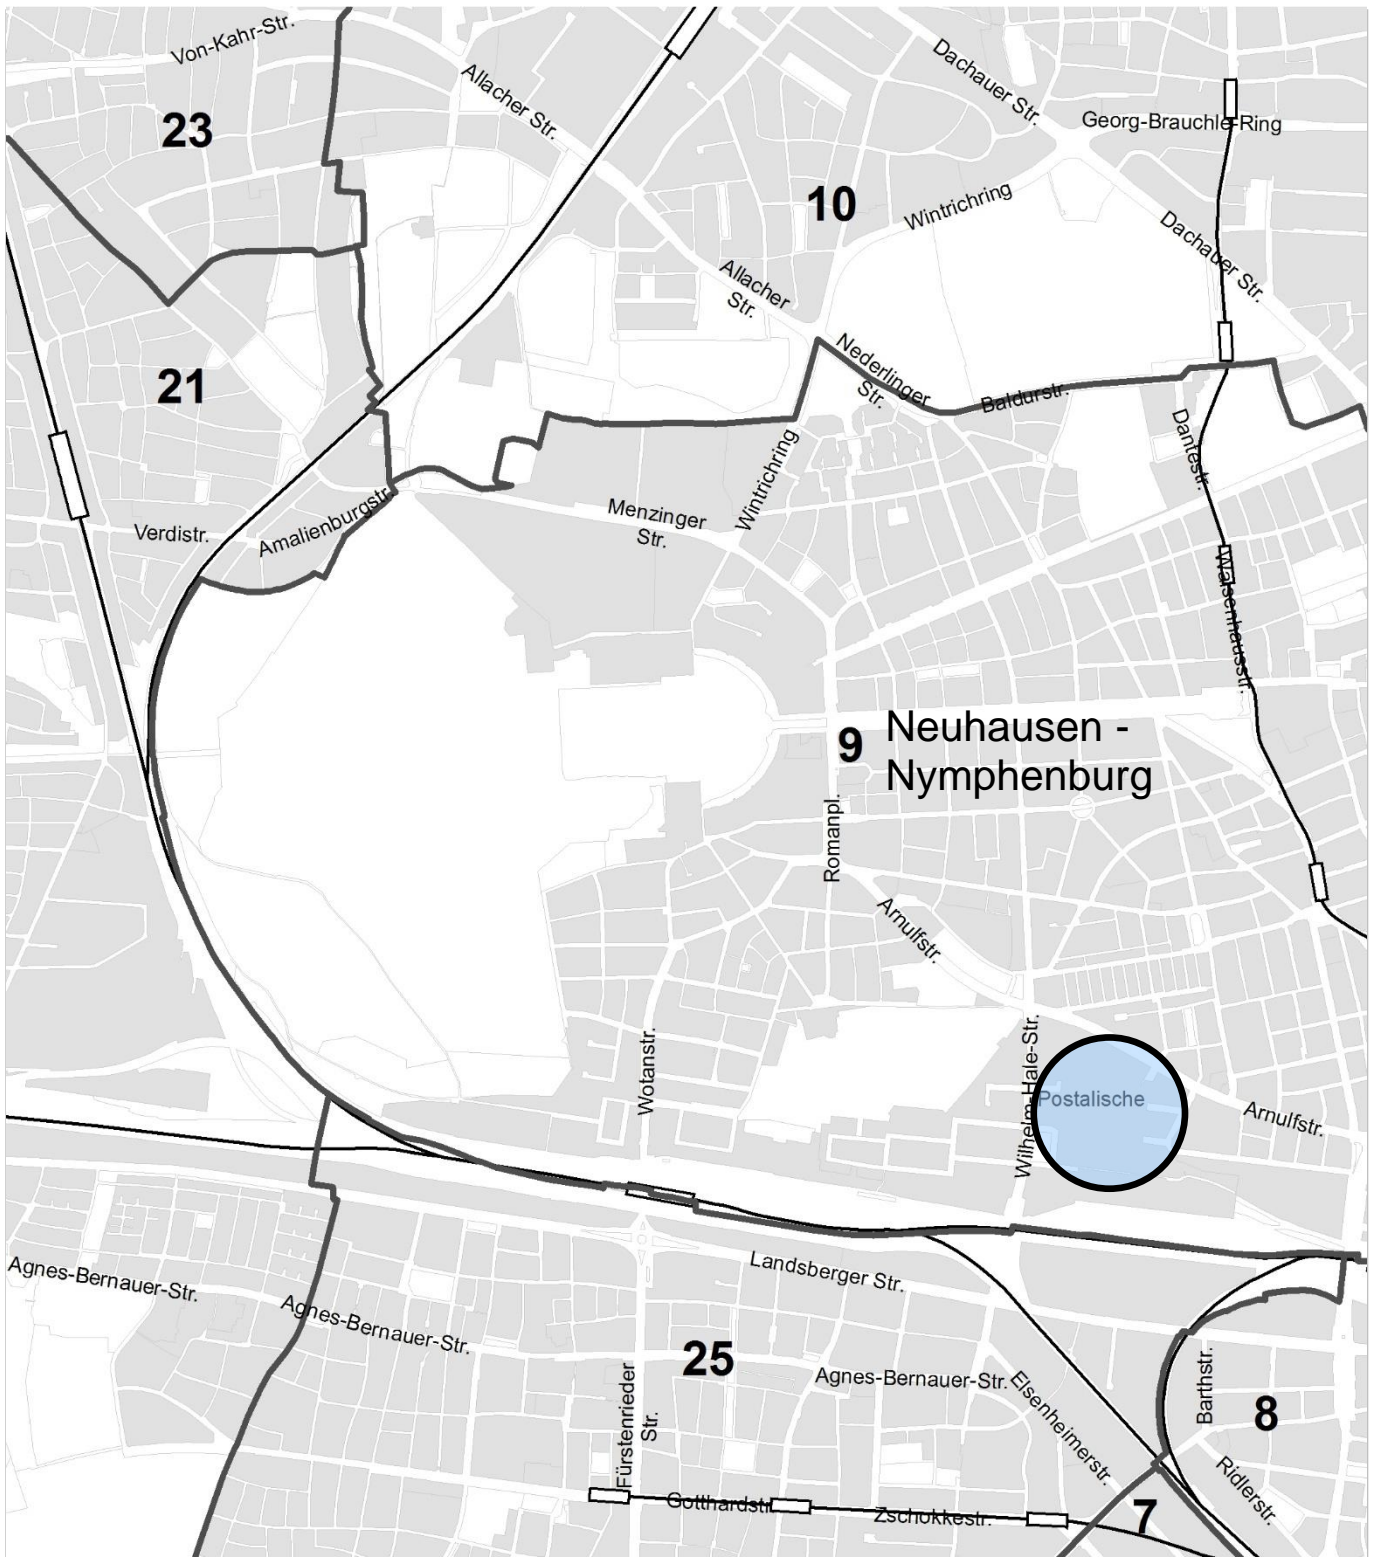 Von-Kahr-Str.
Allacher Str.
Dachauer Str.
Georg-Brauchle-Ring
23
10
Wintrichring
Dachauer Str.
Allacher
Str.
21
Nederlinger
Str.
Baldurstr.
Dantestr.
Wintrichring
Menzinger
Str.
Verdistr.
Amalienburgstr.
Waisenhausstr.
9
Neuhausen -
Nymphenburg
Romanpl.
Arnulfstr.
Wotanstr.
Wilhelm-Hale-Str.
Postalische
Arnulfstr.
Landsberger Str.
Agnes-Bernauer-Str.
Agnes-Bernauer-Str.
25
Agnes-Bernauer-Str.
Elsenheimerstr.
Barthstr.
8
Fürstenrieder
Str.
Ridlerstr.
Gotthardstr.
Zschokkestr.
7